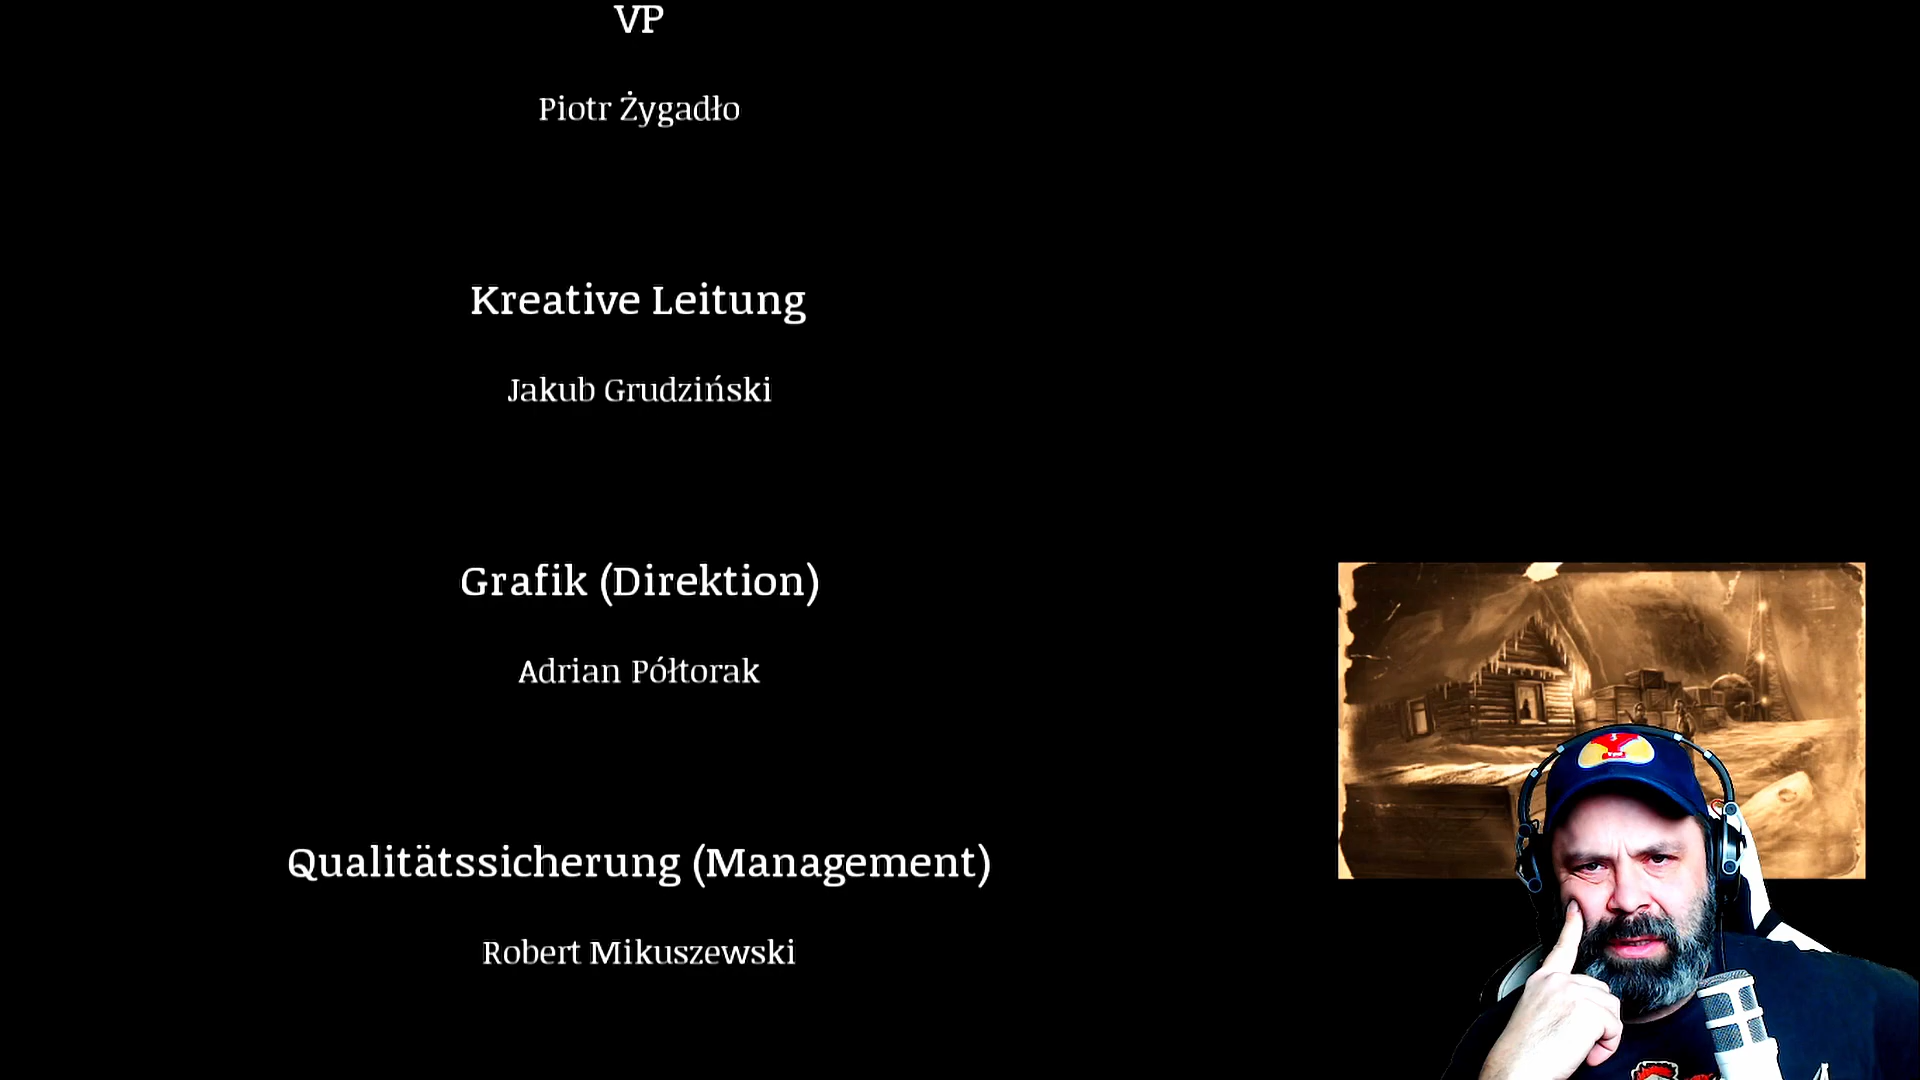 VP
Piotr Żygadło
Kreative Leitung
Jakub Grudziński
Grafik (Direktion)
Adrian Półtorak
Qualitätssicherung (Management)
Robert Mikuszewski